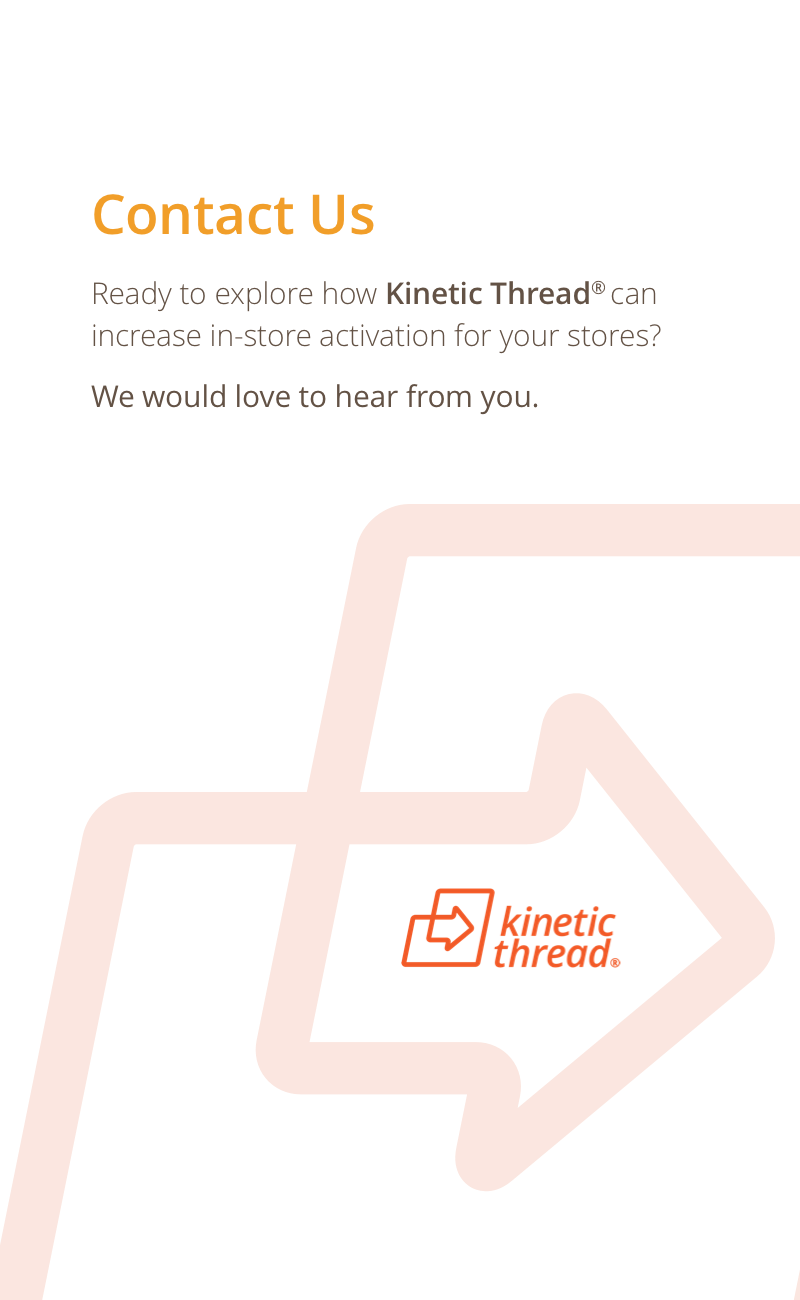 Contact Us
Ready to explore how Kinetic Thread® can
increase in-store activation for your stores?
We would love to hear from you.
kinetic
thread®